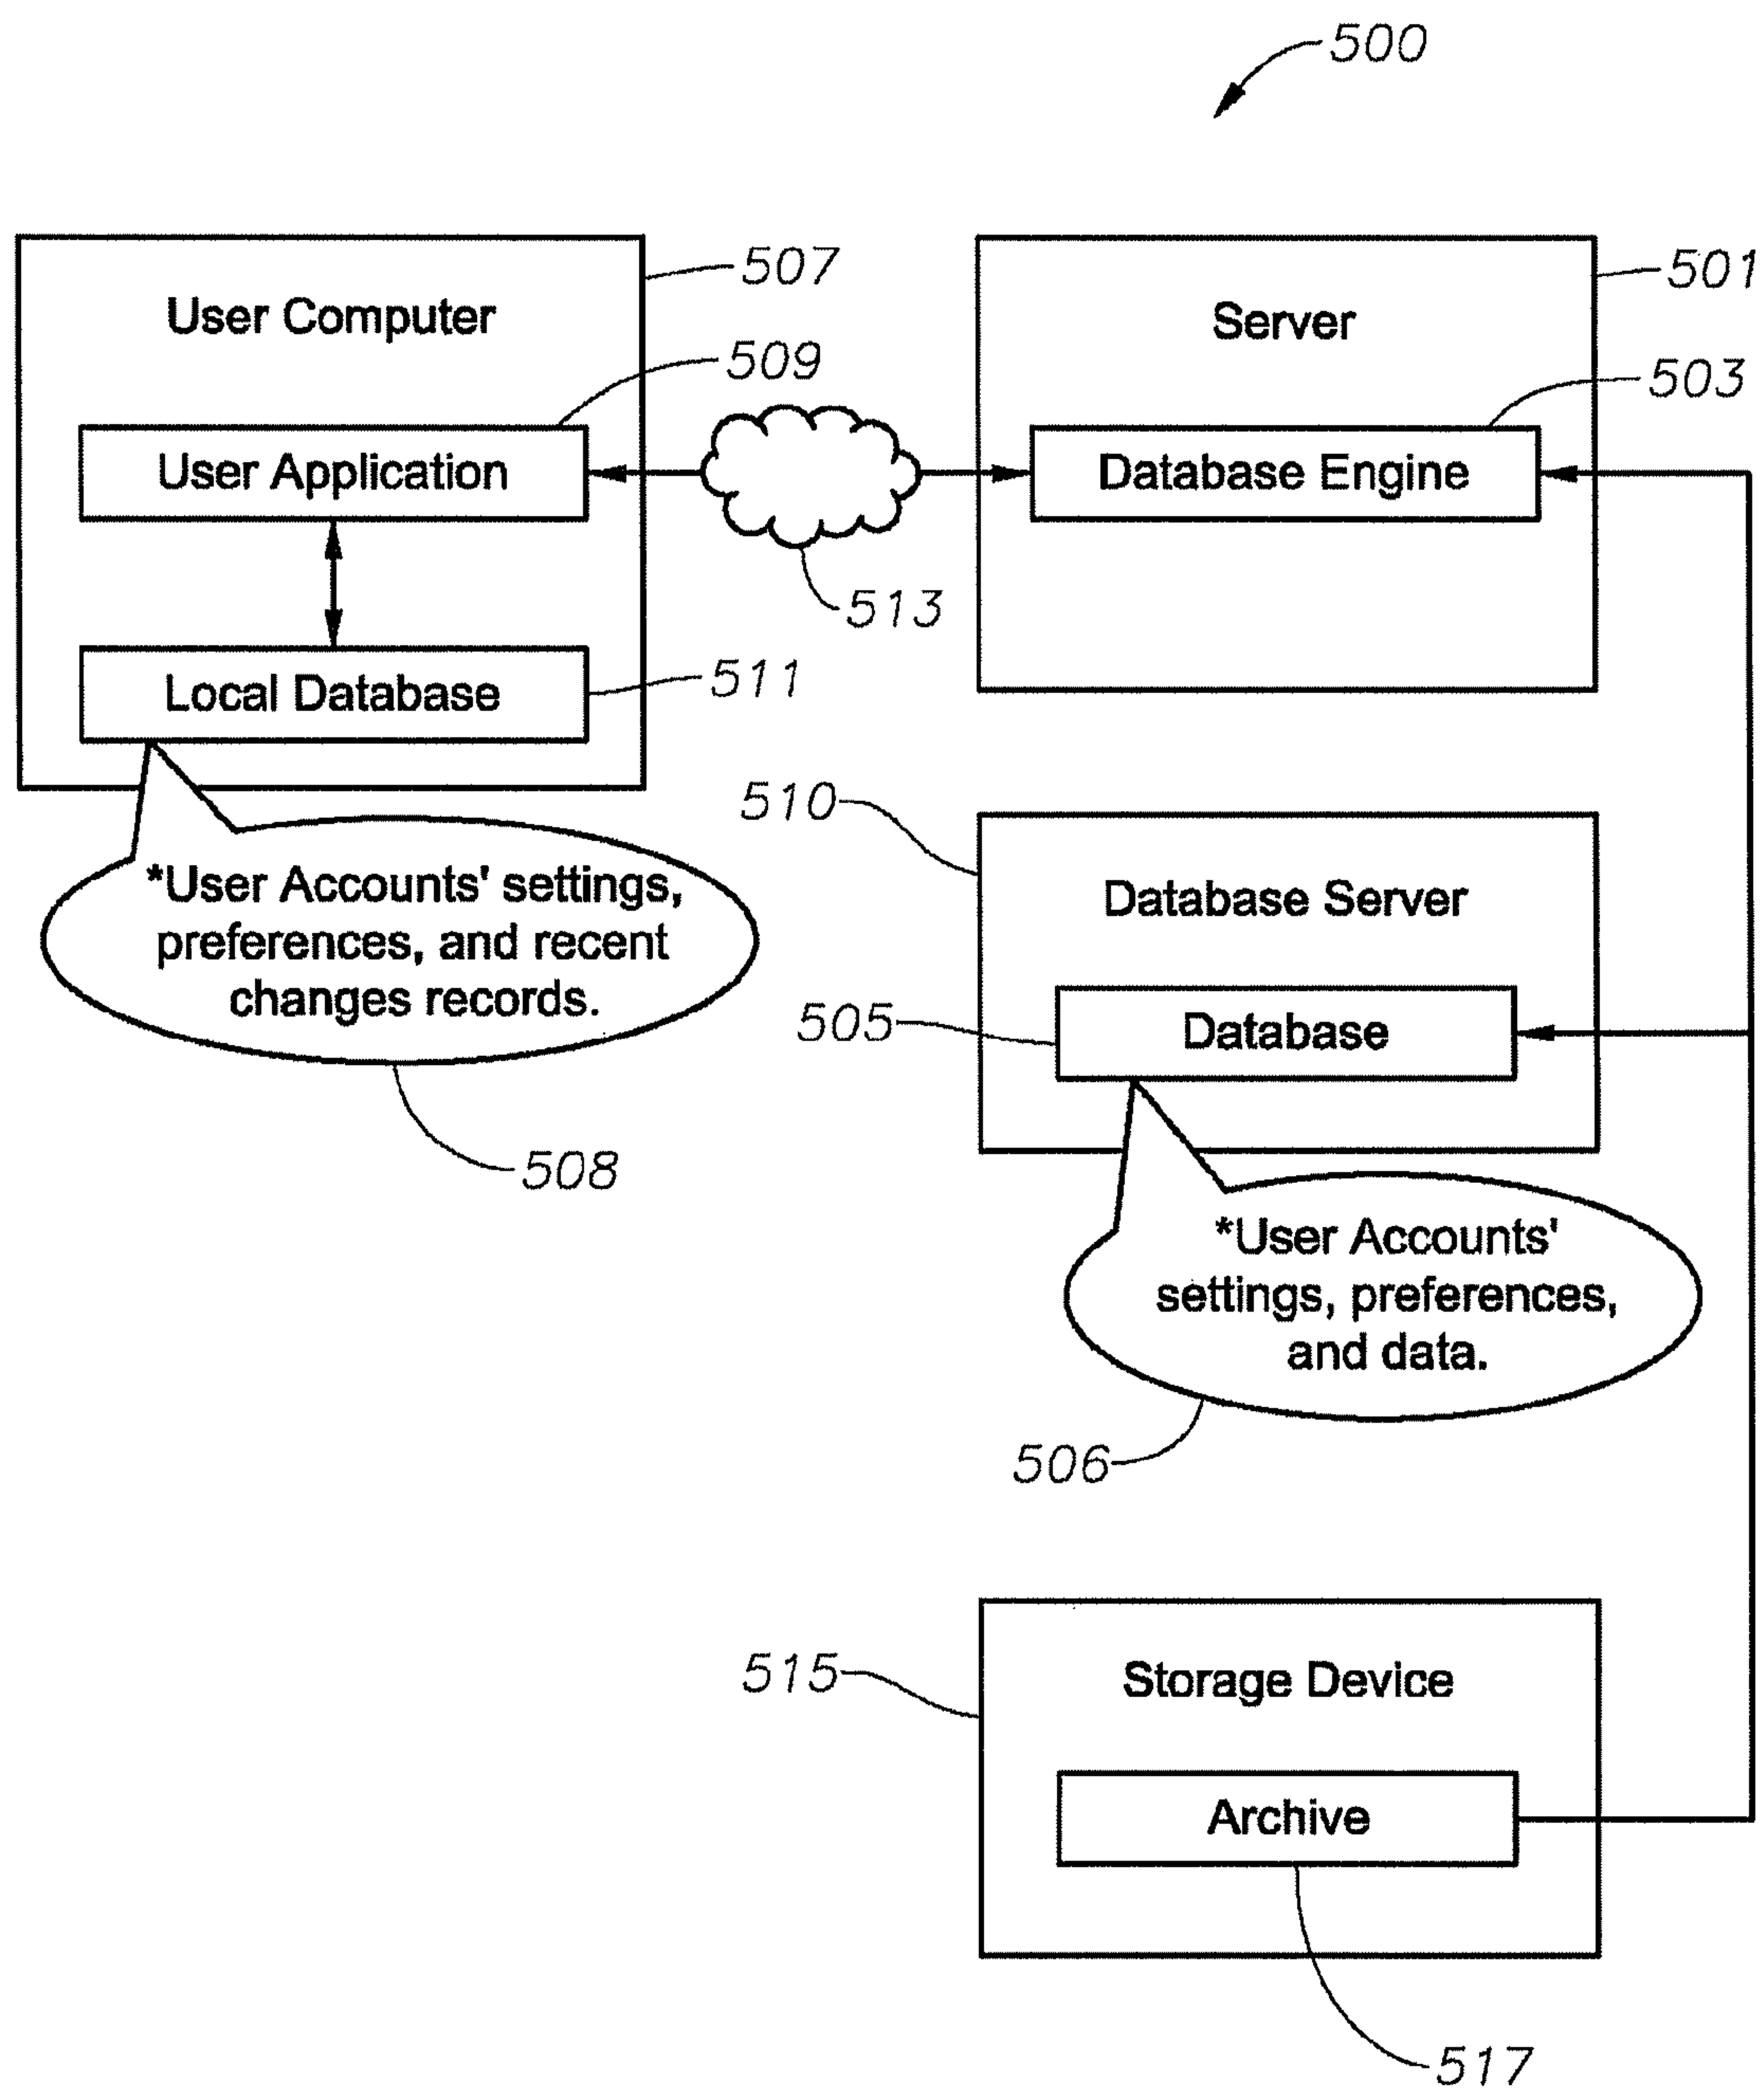 500
507
User Computer
509
User Application
Local Database
511
*User Accounts' settings,
preferences, and recent
changes records.
508
513
501
Server
503
Database Engine
510
Database Server
505
Database
*User Accounts'
settings, preferences,
and data.
506
515
Storage Device
Archive
517